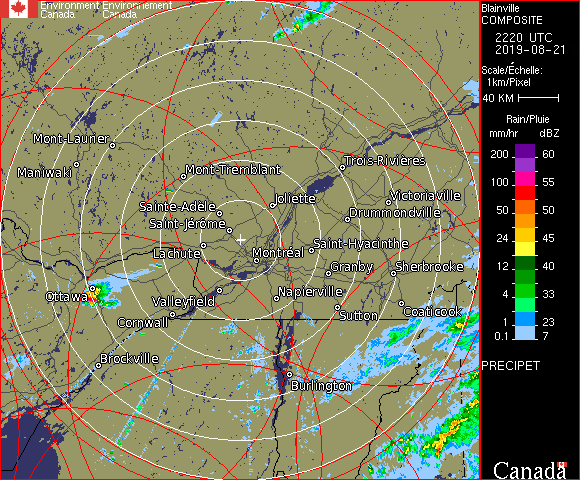 Environment Environnement
Canada Canada
Blainville
COMPOSITE
2220 UTC
2019-08-21
Scale/Échelle:
1km/Pixel
40 KM
Rain/Pluie
mm/hr dBZ
200 60
100 55
50 50
24 45
12 40
4 33
1 23
0.1 7
PRECIPET
Canada
Mont-Laurier
Maniwaki
Mont-Tremblant
Trois-Rivières
Sainte-Adèle
Joliette
Victoriaville
Drummondville
Saint-Jérôme
Lachute
Montréal
Saint-Hyacinthe
Granby
Sherbrooke
Ottawa
Valleyfield
Napierville
Cornwall
Sutton
Coaticook
Brockville
Burlington